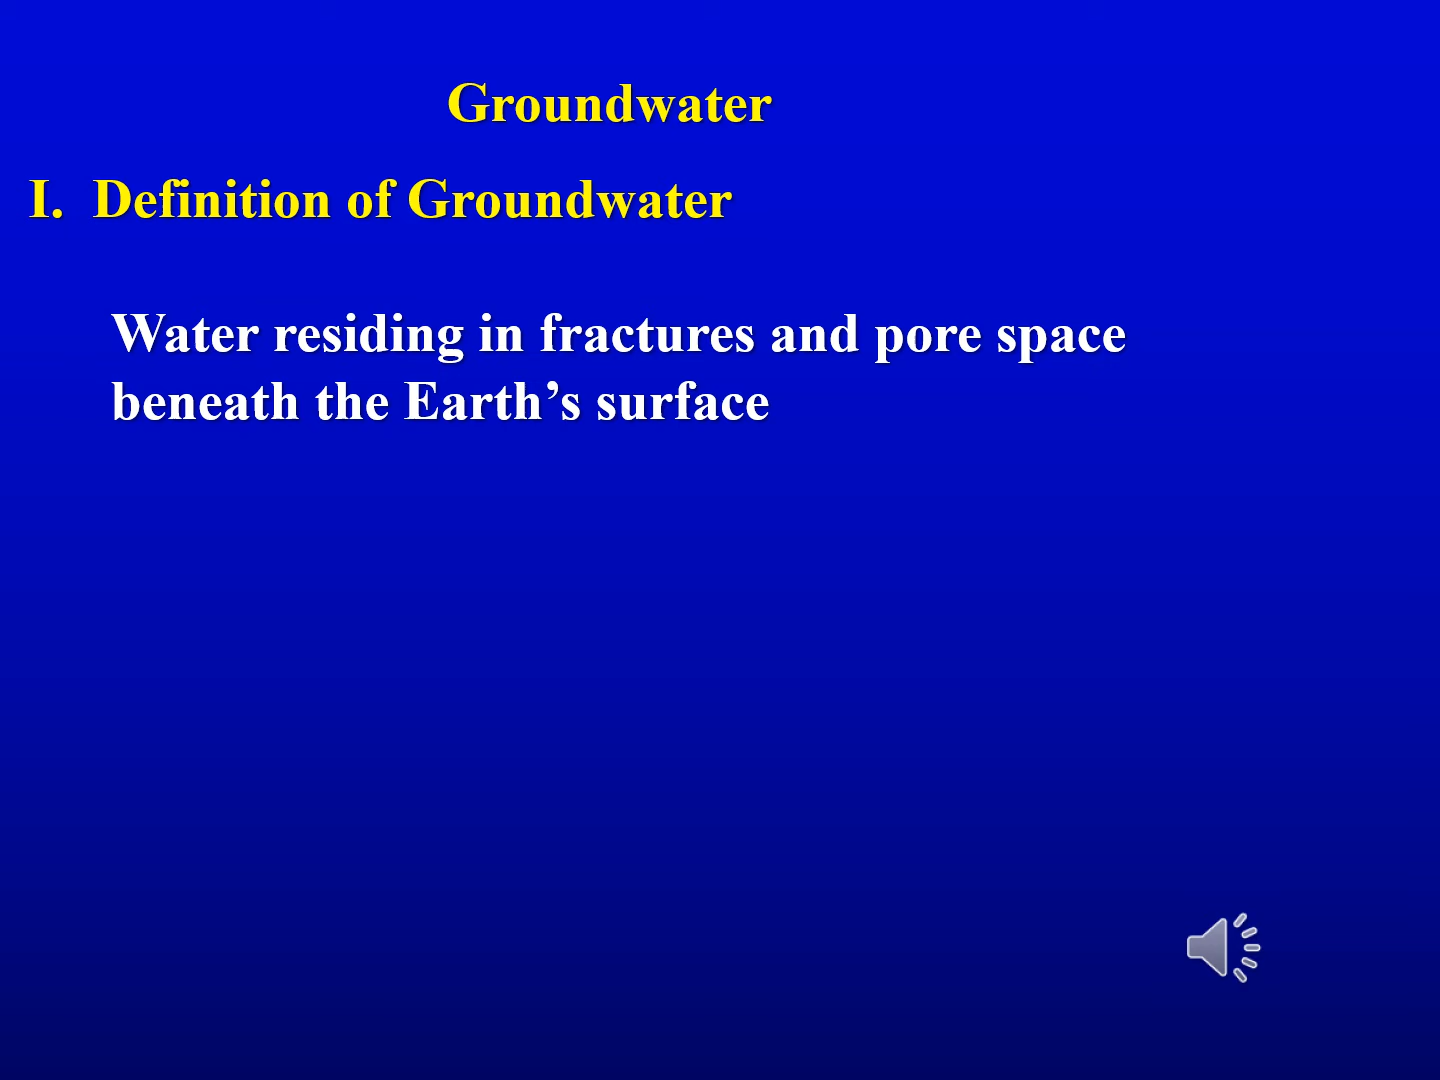 Groundwater
I. Definition of Groundwater
Water residing in fractures and pore space
beneath the Earth’s surface